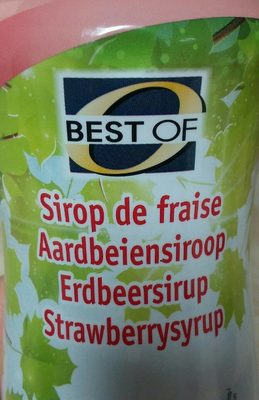 BEST OF
Sirop de fraise
Aardbeiensiroop
Erdbeersirup
Strawberrysyrup